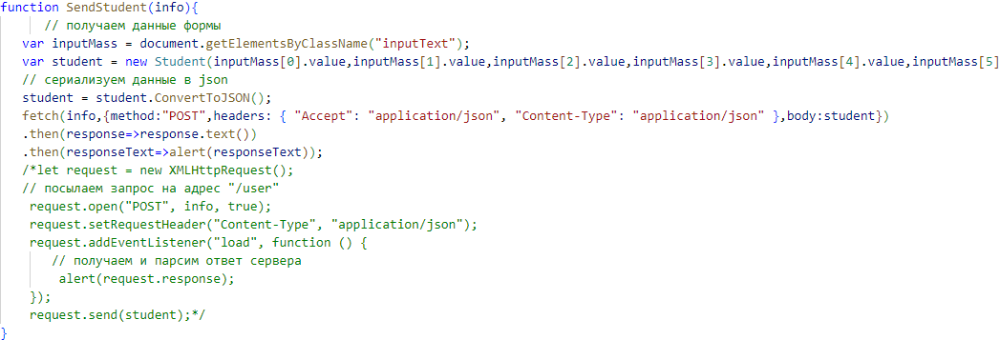 function SendStudent(info){
// получаем данные формы
var inputMass = document.getElementsByClassName("inputText");
var student = new Student(inputMass[0].value,inputMass[1].value,inputMass[2].value,inputMass[3].value,inputMass[4].value,inputMass[5]
// сериализуем данные в json
student = student.ConvertToJSON();
fetch(info,{method:"POST",headers: { "Accept": "application/json", "Content-Type": "application/json" },body:student})
.then(response=>response.text())
.then(responseText=>alert(responseText));
/*let request = new XMLHttpRequest();
// посылаем запрос на адрес "/user"
request.open("POST", info, true);
request.setRequestHeader("Content-Type", "application/json");
request.addEventListener("load", function () {
// получаем и парсим ответ сервера
alert(request.response);
});
request.send(student);*/
}